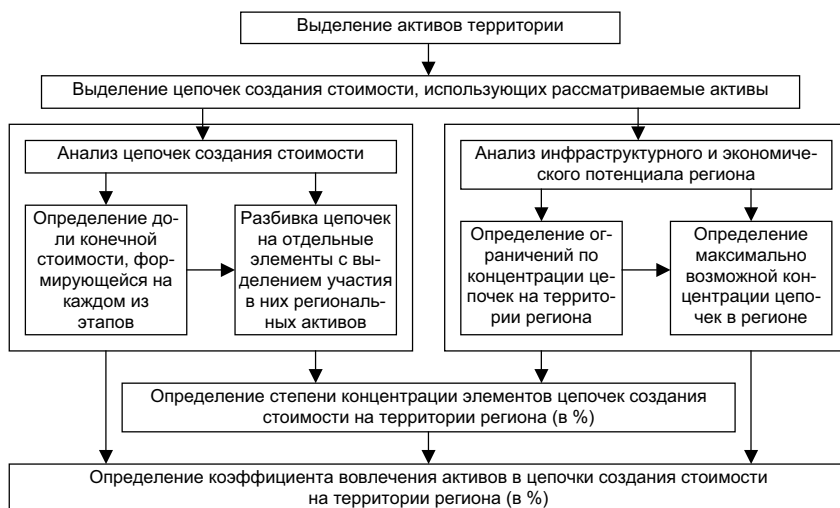 Выделение активов территории
Выделение цепочек создания стоимости, использующих рассматриваемые активы
Анализ цепочек создания стоимости
Определение до-
ли конечной
стоимости, фор-
мирующейся на
каждом из
этапов
Разбивка цепочек
на отдельные
элементы с вы-
делением участия
в них региональ-
ных активов
Анализ инфраструктурного и экономиче-
ского потенциала региона
Определение ог-
раничений по
концентрации це-
почек на террито-
рии региона
Определение
максимально
возможной кон-
центрации цепо-
чек в регионе
Определение степени концентрации элементов цепочек создания
стоимости на территории региона (в %)
Определение коэффициента вовлечения активов в цепочки создания стоимости
на территории региона (в %)